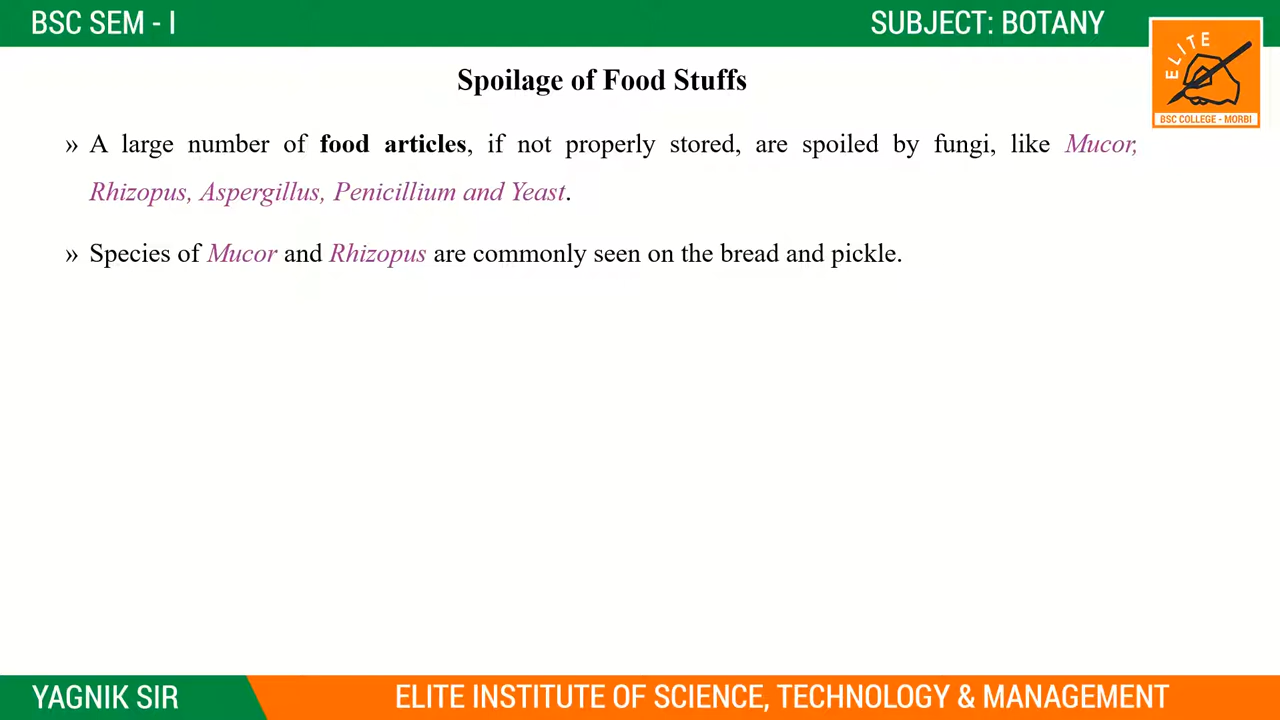 BSC SEM - I
SUBJECT: BOTANY
ELITE
BSC COLLEGE - MORBI
Spoilage of Food Stuffs
» A large number of food articles, if not properly stored, are spoiled by fungi, like Mucor,
Rhizopus, Aspergillus, Penicillium and Yeast.
» Species of Mucor and Rhizopus are commonly seen on the bread and pickle.
YAGNIK SIR
ELITE INSTITUTE OF SCIENCE, TECHNOLOGY & MANAGEMENT